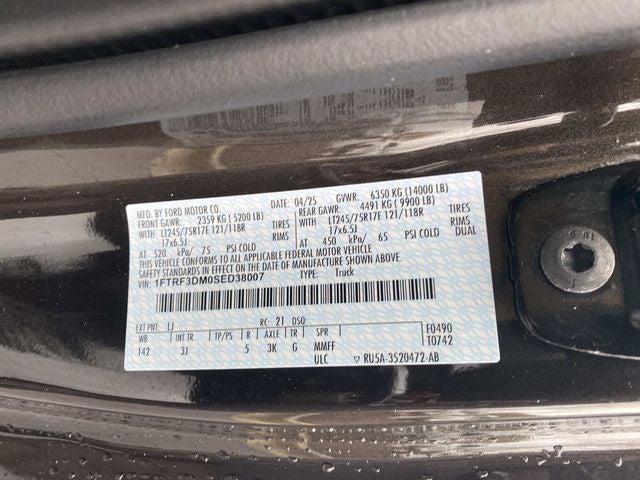 MFD. BY FORD MOTOR CO. DATE: 04/25 GVWR: 6350 KG (14000 LB)
FRONT GAWR: 2359 KG (5200 LB) REAR GAWR: 4491 KG (9900 LB)
WITH LT245/75R17E 121/118R TIRES WITH LT245/75R17E 121/118R TIRES
17x6.5J RIMS 17x6.5J RIMS DUAL
AT 520 kPa/ 75 PSI COLD AT 450 kPa/ 65 PSI COLD
THIS VEHICLE CONFORMS TO ALL APPLICABLE FEDERAL MOTOR VEHICLE
SAFETY STANDARDS IN EFFECT ON THE DATE OF MANUFACTURE SHOWN ABOVE.
VIN: 1FTRF3DM0SED38007 TYPE: Truck
EXT PNT: LJ RC: 21 DSO:
WB INT TR TP/PS R AXLE TR SPR F0490
142 3J 5 3K G MMFF T0742
ULC ▽ RU5A-3520472-AB